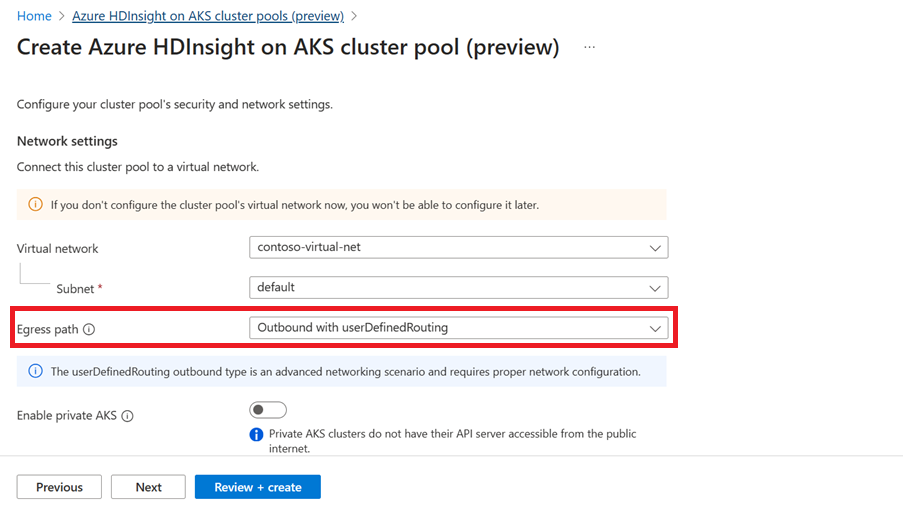 Home > Azure HDInsight on AKS cluster pools (preview) >
Create Azure HDInsight on AKS cluster pool (preview) ...
Configure your cluster pool's security and network settings.
Network settings
Connect this cluster pool to a virtual network.
If you don't configure the cluster pool's virtual network now, you won't be able to configure it later.
Virtual network contoso-virtual-net
Subnet * default
Egress path Outbound with userDefinedRouting
The userDefinedRouting outbound type is an advanced networking scenario and requires proper network configuration.
Enable private AKS
Private AKS clusters do not have their API server accessible from the public
internet.
Previous Next Review + create